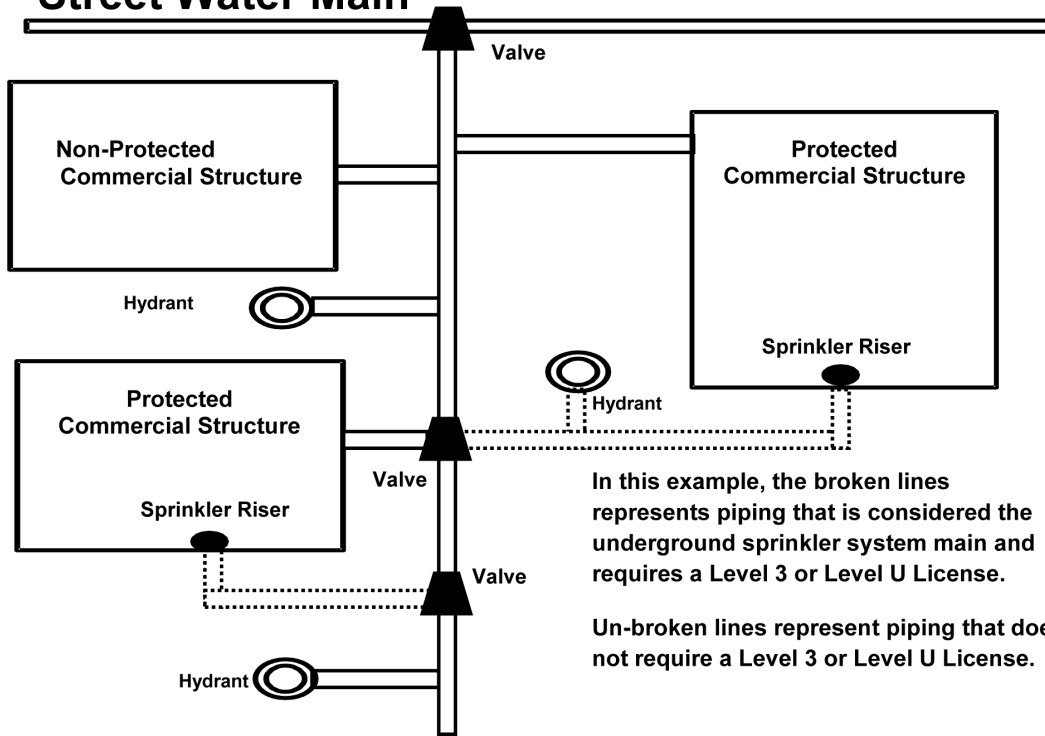 Street Water Main
Valve
Non-Protected
Commercial Structure
Protected
Commercial Structure
Hydrant
Sprinkler Riser
Protected
Commercial Structure
Hydrant
Valve
Sprinkler Riser
In this example, the broken lines
represents piping that is considered the
underground sprinkler system main and
requires a Level 3 or Level U License.
Valve
Un-broken lines represent piping that doe
not require a Level 3 or Level U License.
Hydrant